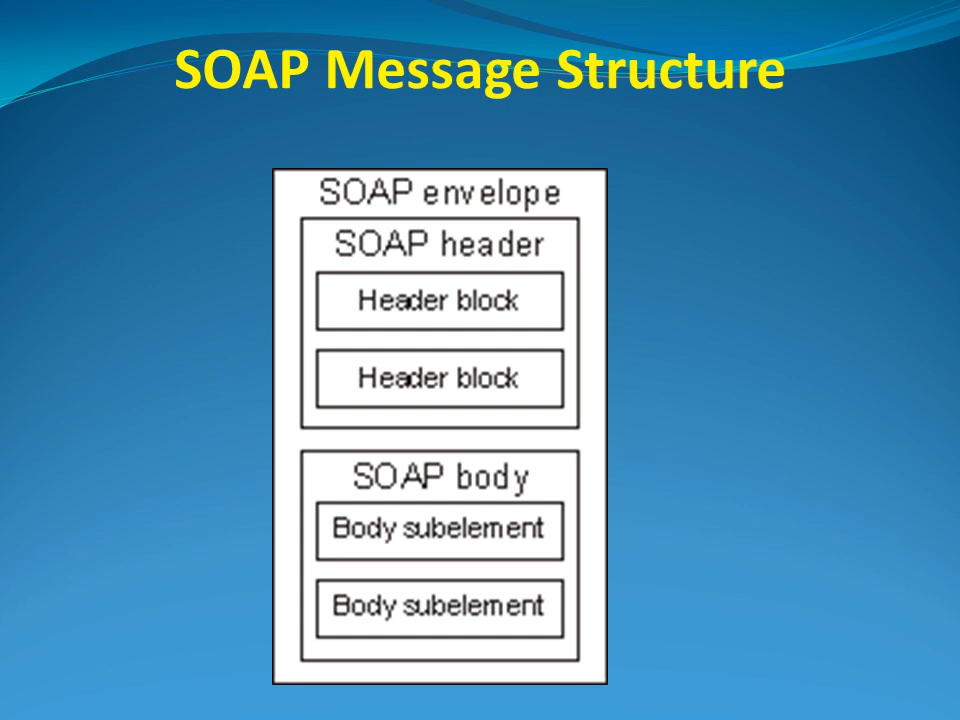 SOAP Message Structure
SOAP envelope
SOAP header
Header block
Header block
SOAP body
Body subelement
Body subelement